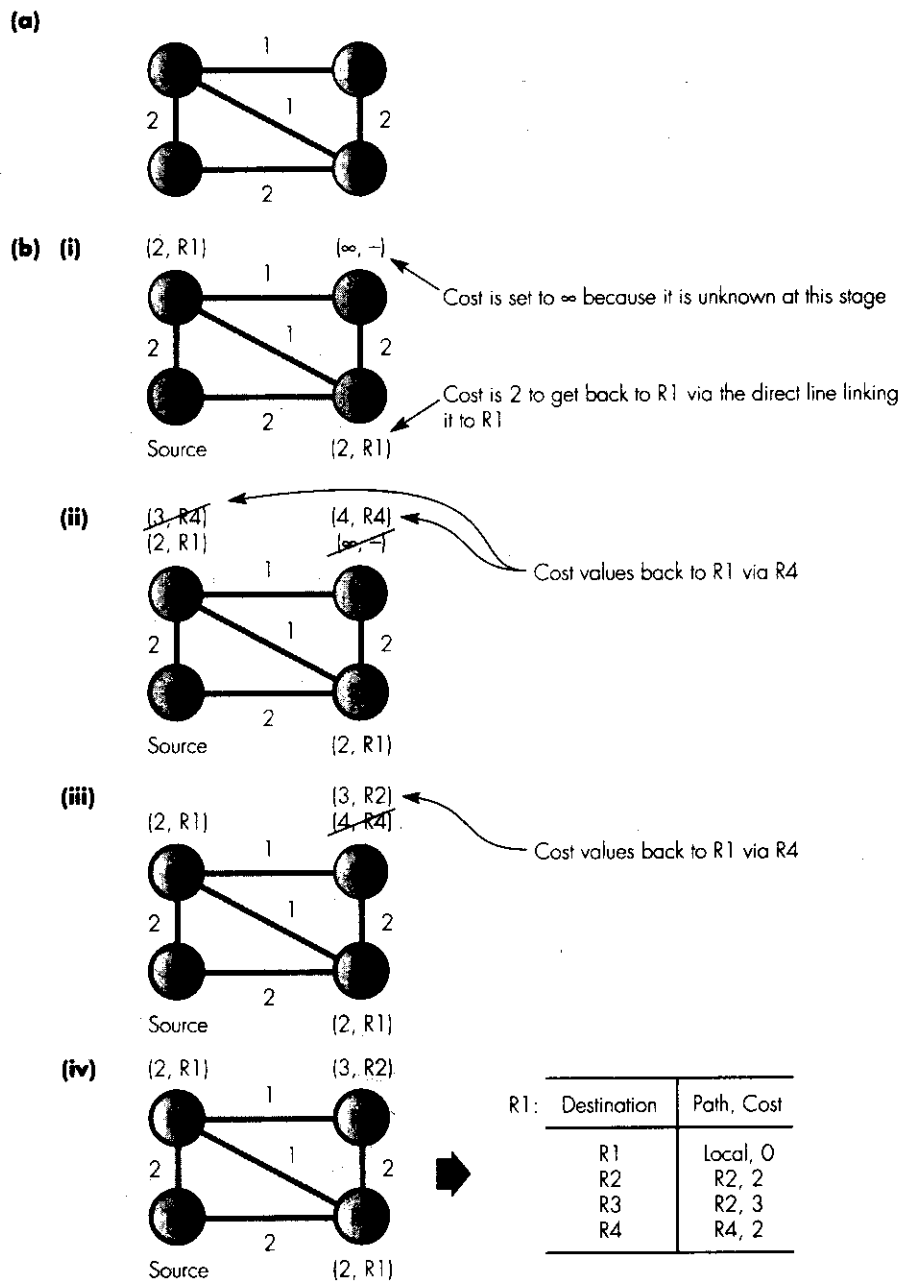 (a)
1
2
1
2
2
(b) (i)
(2, R1)
(∞, –)
1
Cost is set to ∞ because it is unknown at this stage
2
1
2
Cost is 2 to get back to R1 via the direct line linking
it to R1
2
Source
(2, R1)
(ii)
(3, R4)
(4, R4)
(2, R1)
(∞, –)
Cost values back to R1 via R4
1
2
1
2
2
Source
(2, R1)
(iii)
(3, R2)
(2, R1)
(4, R4)
Cost values back to R1 via R4
1
2
1
2
2
Source
(2, R1)
(iv)
(2, R1)
(3, R2)
1
2
1
2
2
Source
(2, R1)
R1: Destination Path, Cost
R1 Local, 0
R2 R2, 2
R3 R2, 3
R4 R4, 2